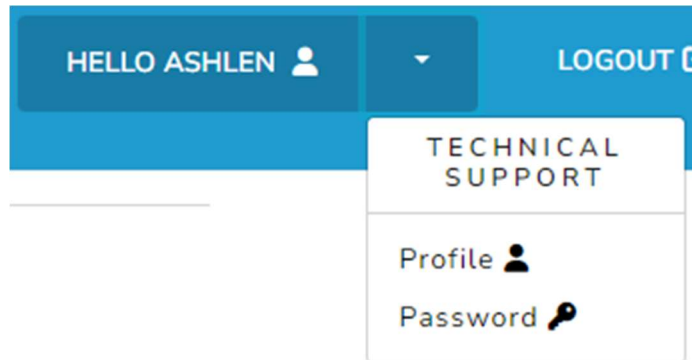 HELLO ASHLEN
LOGOUT
TECHNICAL
SUPPORT
Profile
Password